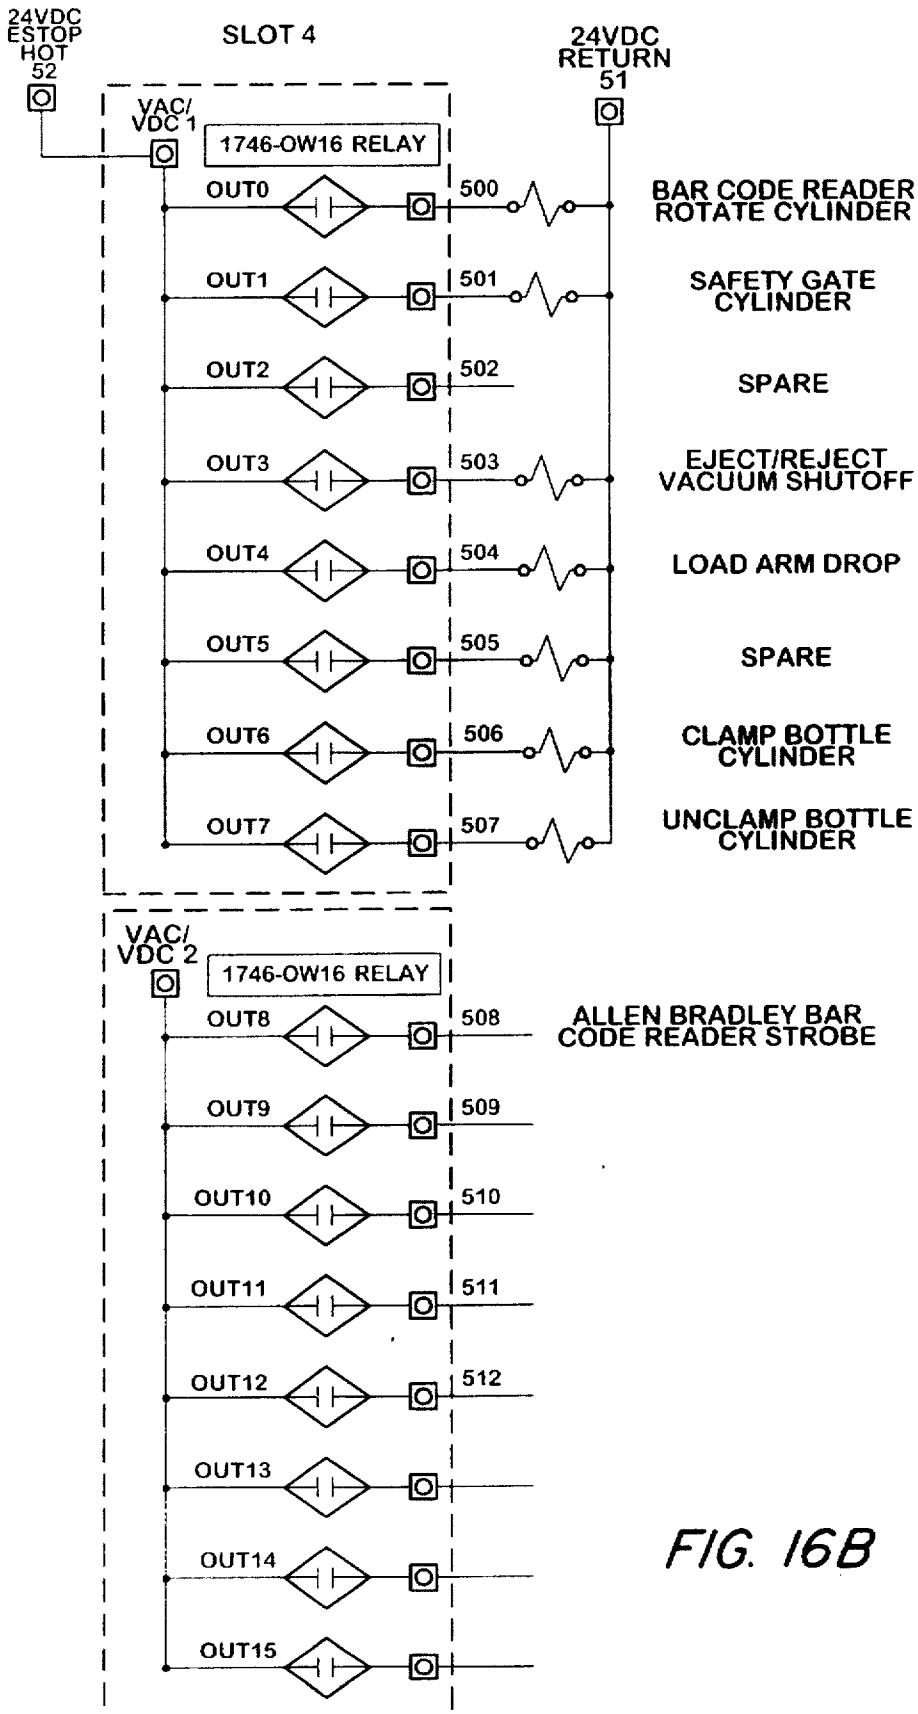 24VDC
ESTOP
HOT
52
SLOT 4
24VDC
RETURN
51
VAC/
VDC 1
1746-OW16 RELAY
OUT0
500
BAR CODE READER
ROTATE CYLINDER
OUT1
501
SAFETY GATE
CYLINDER
OUT2
502
SPARE
OUT3
503
EJECT/REJECT
VACUUM SHUTOFF
OUT4
504
LOAD ARM DROP
OUT5
505
SPARE
OUT6
506
CLAMP BOTTLE
CYLINDER
OUT7
507
UNCLAMP BOTTLE
CYLINDER
VAC/
VDC 2
1746-OW16 RELAY
OUT8
508
ALLEN BRADLEY BAR
CODE READER STROBE
OUT9
509
OUT10
510
OUT11
511
OUT12
512
OUT13
OUT14
OUT15
FIG. 16B